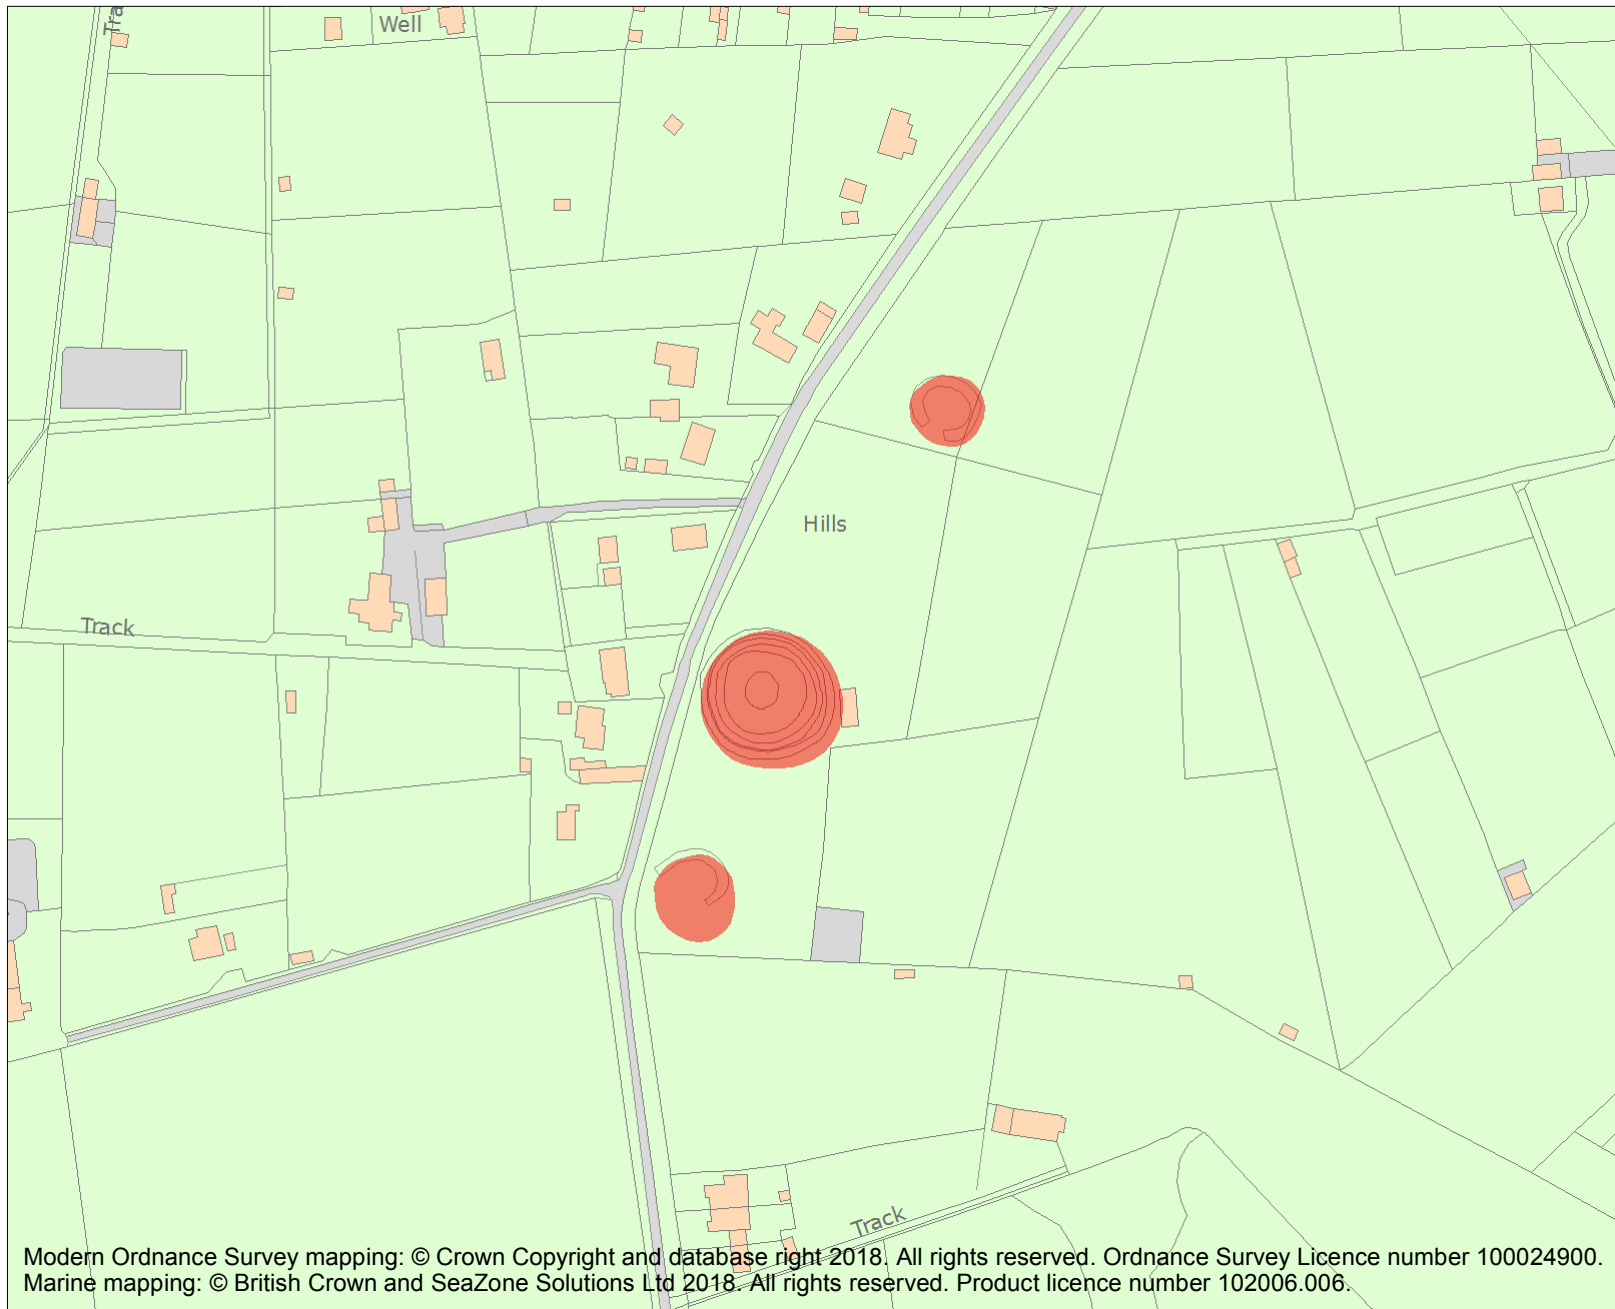 Tra
Well
Hills
Track
Track
Modern Ordnance Survey mapping: © Crown Copyright and database right 2018. All rights reserved. Ordnance Survey Licence number 100024900.
Marine mapping: © British Crown and SeaZone Solutions Ltd 2018. All rights reserved. Product licence number 102006.006.